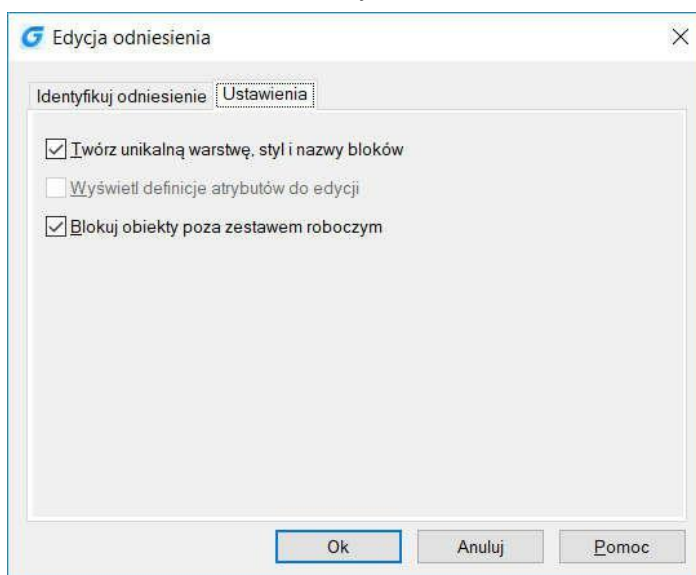 Edycja odniesienia
Identyfikuj odniesienie Ustawienia
Twórz unikalną warstwę, styl i nazwy bloków
Wyświetl definicje atrybutów do edycji
Blokuj obiekty poza zestawem roboczym
Ok Anuluj Pomoc